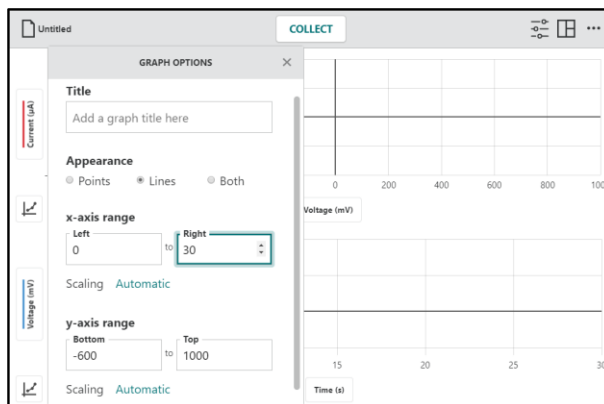 Untitled
COLLECT
GRAPH OPTIONS
Title
Add a graph title here
Appearance
Points Lines Both
x-axis range
Left
0
to
Right
30
Scaling Automatic
y-axis range
Bottom
-600
to
Top
1000
Scaling Automatic
Current (µA)
Voltage (mV)
0 200 400 600 800 1000
Voltage (mV)
15 20 25 30
Time (s)